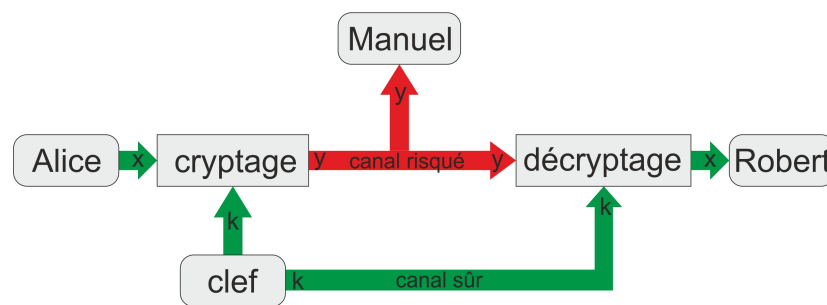 Manuel
y
Alice
x
cryptage
y
canal risqué
y
décryptage
x
Robert
k
k
clef
k
canal sûr